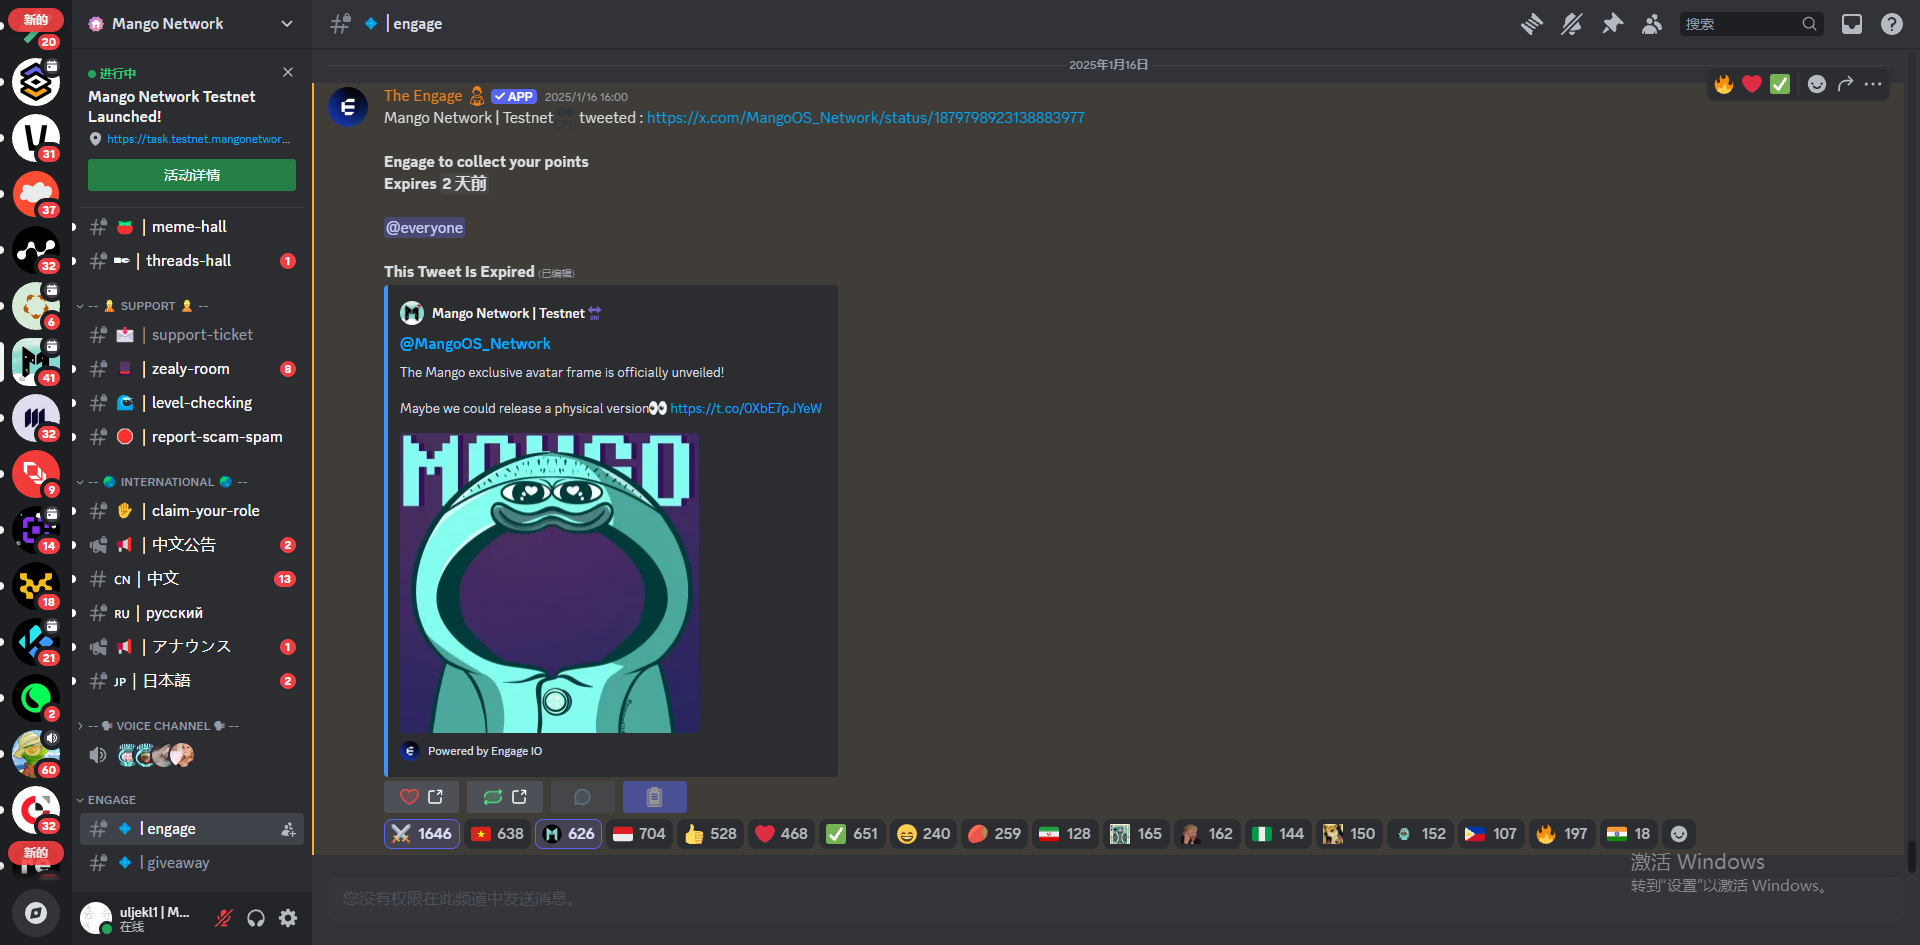 新的
20
31
37
32
6
41
32
9
14
18
21
2
60
32
新的
Mango Network
进行中
Mango Network Testnet
Launched!
https://task.testnet.mangonetwor...
活动详情
| meme-hall
| threads-hall 1
-- SUPPORT --
| support-ticket
| zealy-room 8
| level-checking
| report-scam-spam
-- INTERNATIONAL --
| claim-your-role
| 中文公告 2
CN | 中文 13
RU | русский
| アナウンス 1
JP | 日本語 2
-- VOICE CHANNEL --
ENGAGE
| engage
| giveaway
uljekl1 | M...
在线
| engage
搜索
2025年1月16日
The Engage APP 2025/1/16 16:00
Mango Network | Testnet tweeted : https://x.com/MangoOS_Network/status/1879798923138883977
Engage to collect your points
Expires 2 天前
@everyone
This Tweet Is Expired (已编辑)
Mango Network | Testnet
@MangoOS_Network
The Mango exclusive avatar frame is officially unveiled!
Maybe we could release a physical version https://t.co/0XbE7pJYeW
MANGO
Powered by Engage IO
1646 638 626 704 528 468 651 240 259 128 165 162 144 150 152 107 197 18
您没有权限在此频道中发送消息。
激活 Windows
转到“设置”以激活 Windows。